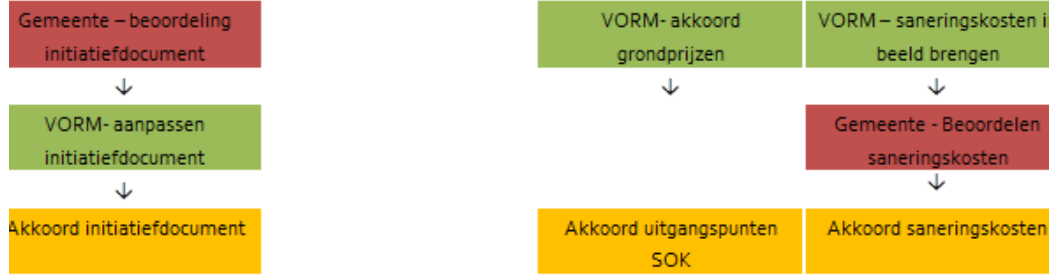 Gemeente – beoordeling
initiatiefdocument
↓
VORM- aanpassen
initiatiefdocument
↓
Akkoord initiatiefdocument
VORM- akkoord
grondprijzen
↓
Akkoord uitgangspunten
SOK
VORM – saneringskosten i
beeld brengen
↓
Gemeente - Beoordelen
saneringskosten
↓
Akkoord saneringskosten